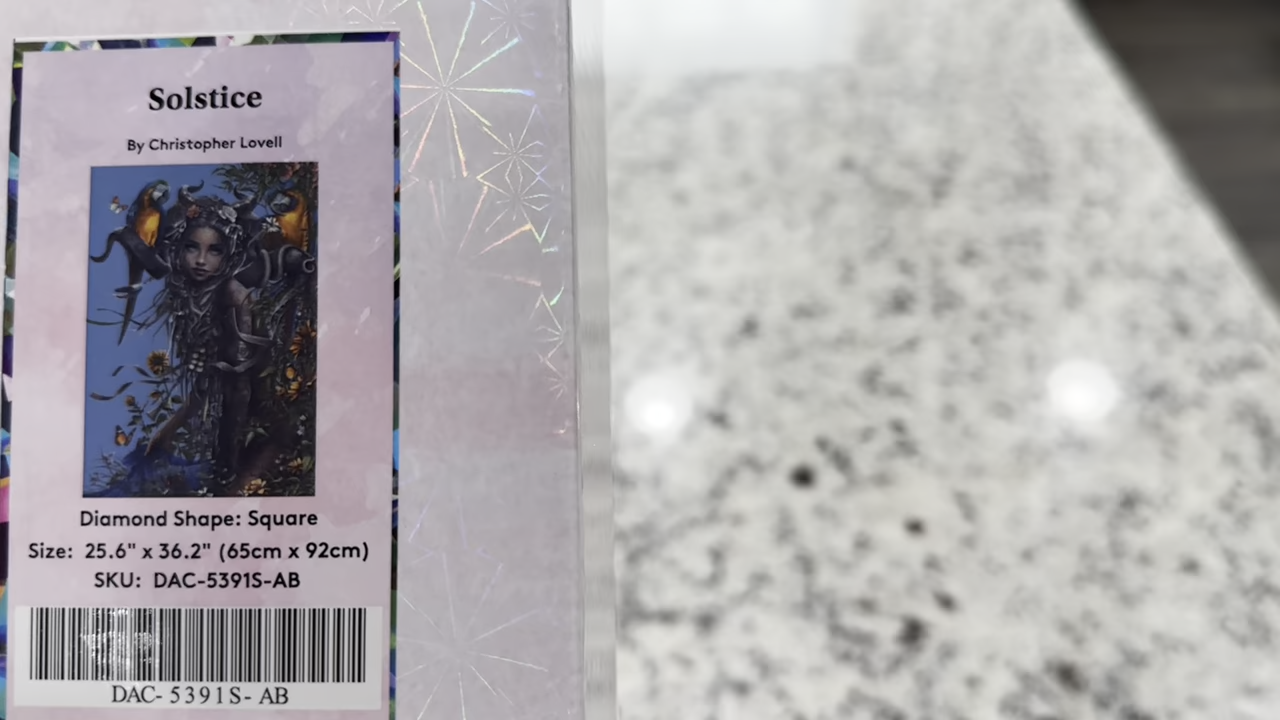 Solstice
By Christopher Lovell
Diamond Shape: Square
Size: 25.6" x 36.2" (65cm x 92cm)
SKU: DAC-5391S-AB
DAC- 5391S- AB